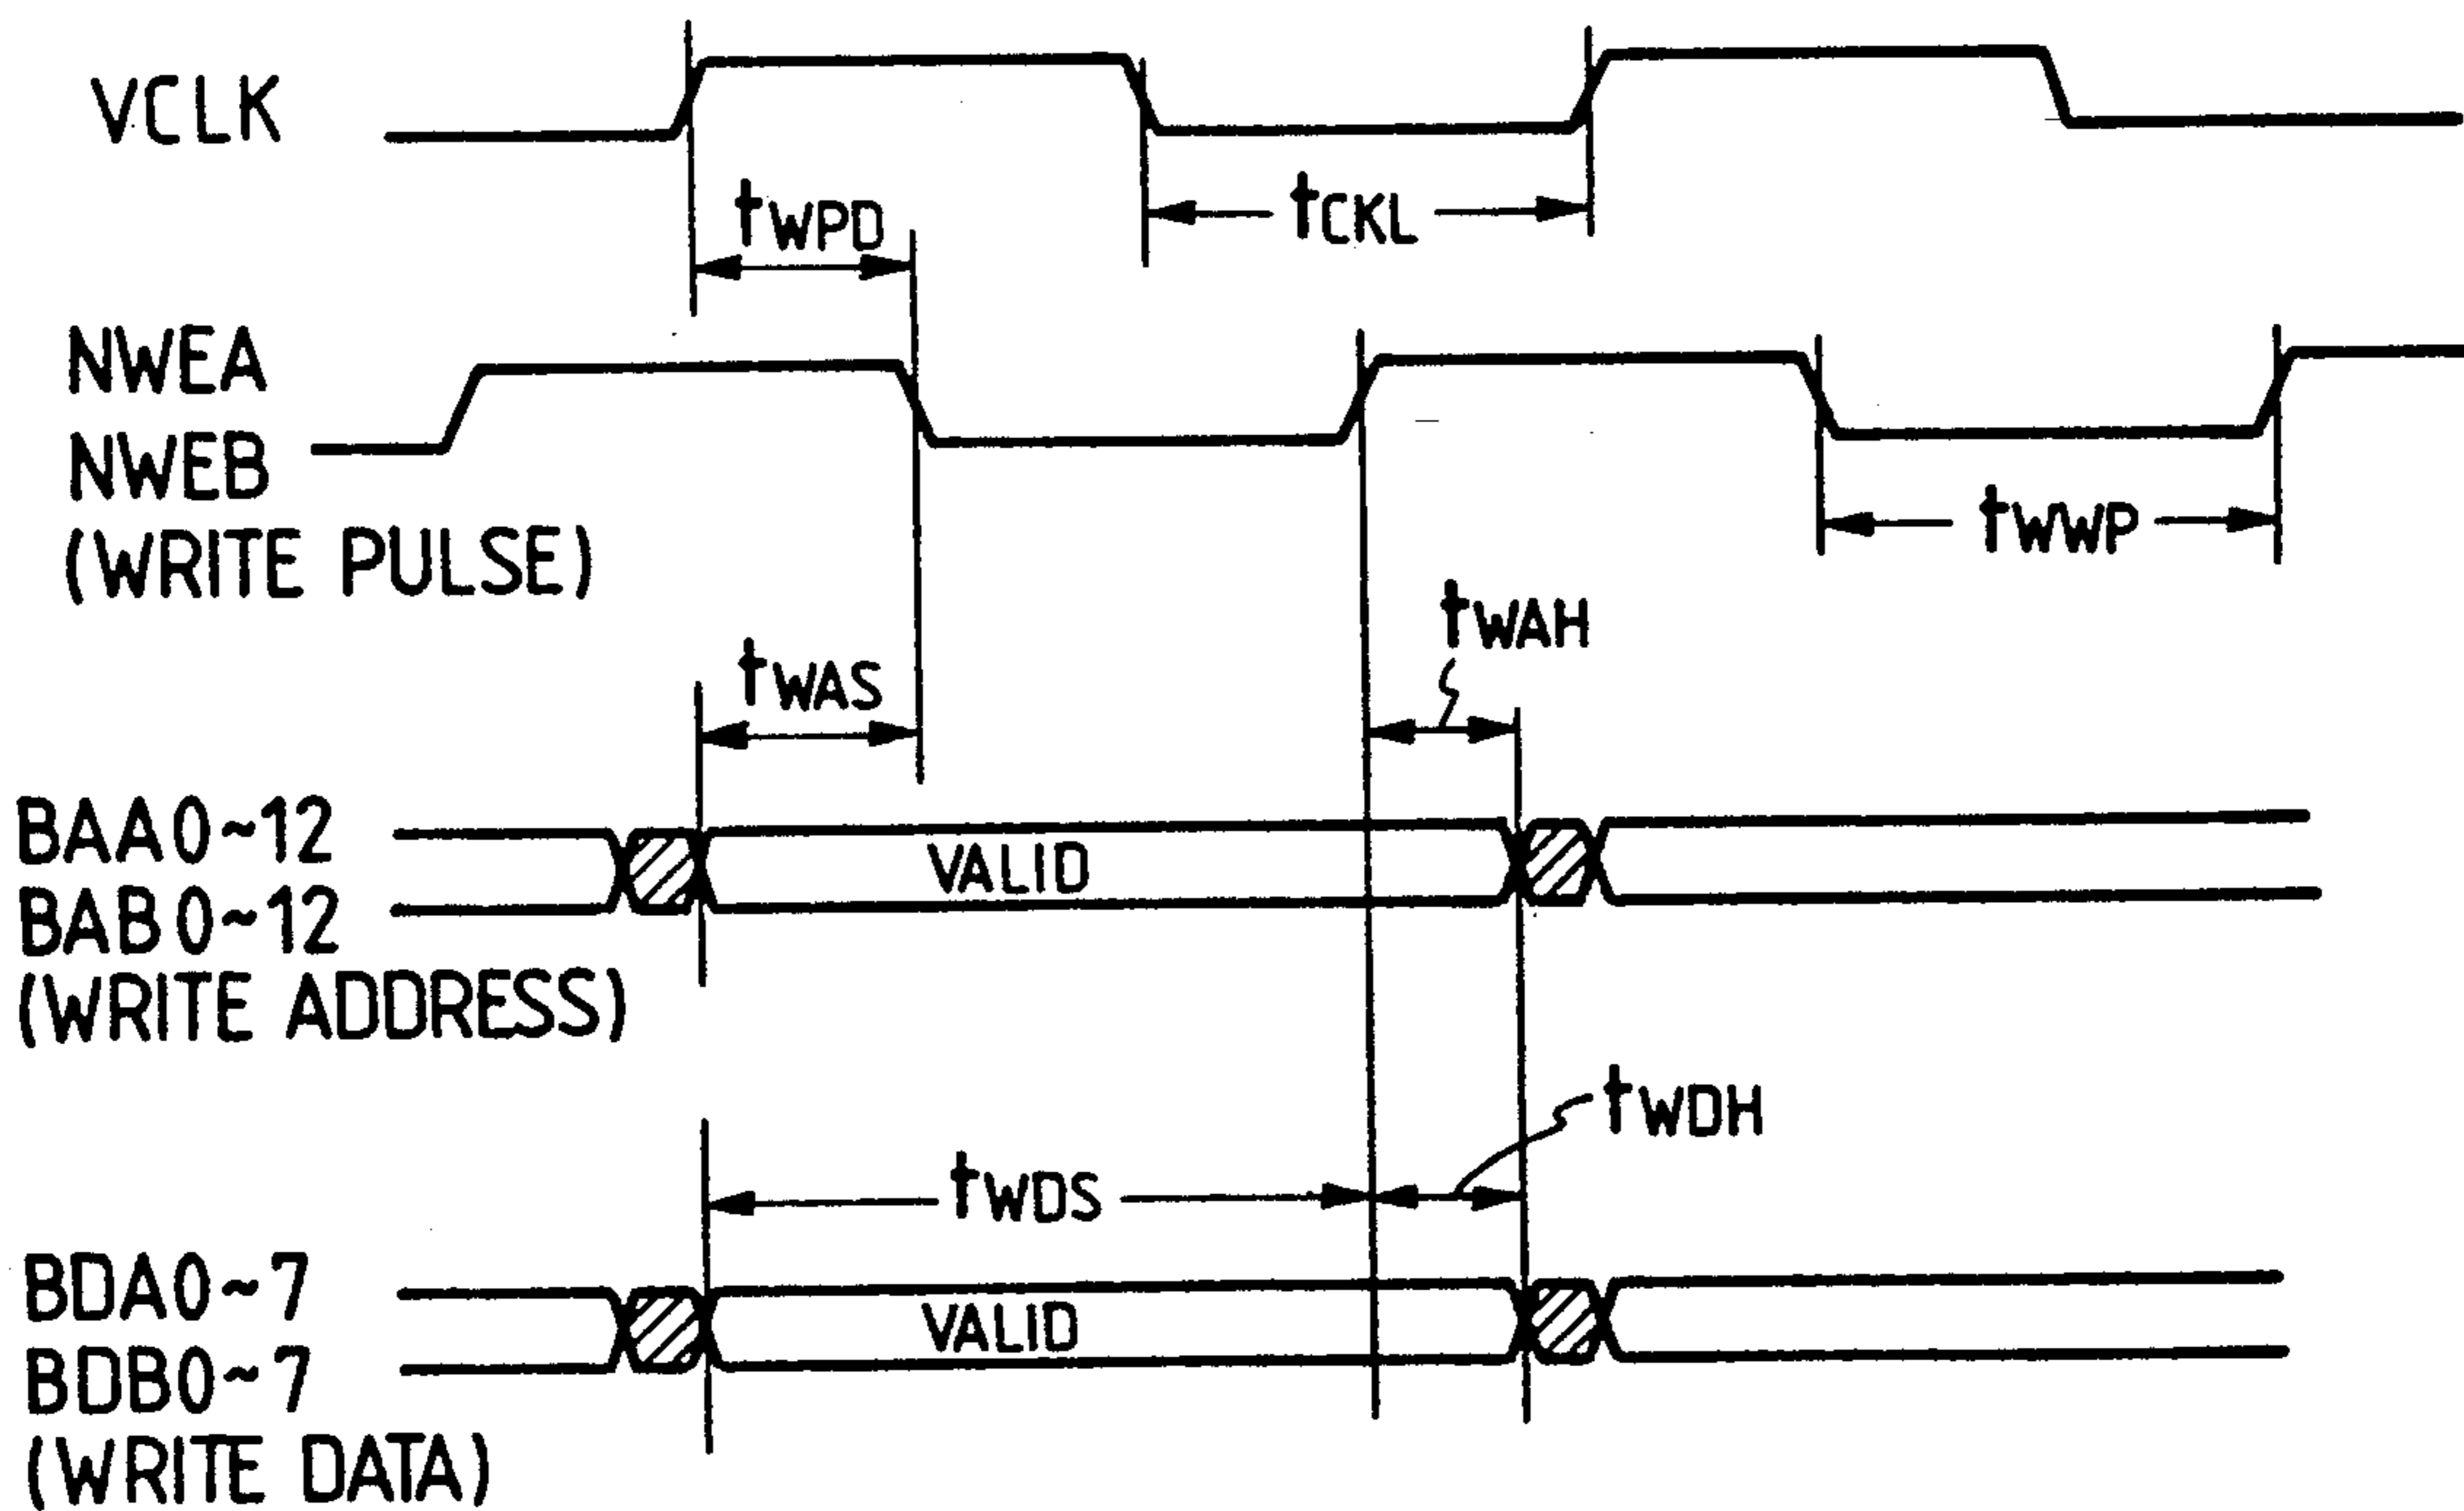 VCLK
tWPD
tCKL
NWEA
NWEB
(WRITE PULSE)
tWWP
tWAH
tWAS
BAA0~12
BAB0~12
(WRITE ADDRESS)
VALID
tWDH
tWDS
BDA0~7
BDB0~7
(WRITE DATA)
VALID